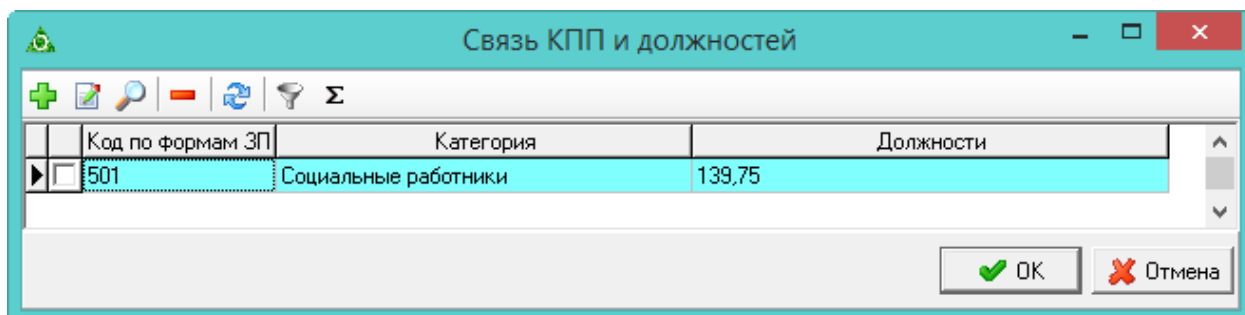 Связь КПП и должностей
Σ
Код по формам ЗП Категория Должности
501 Социальные работники 139,75
OK Отмена